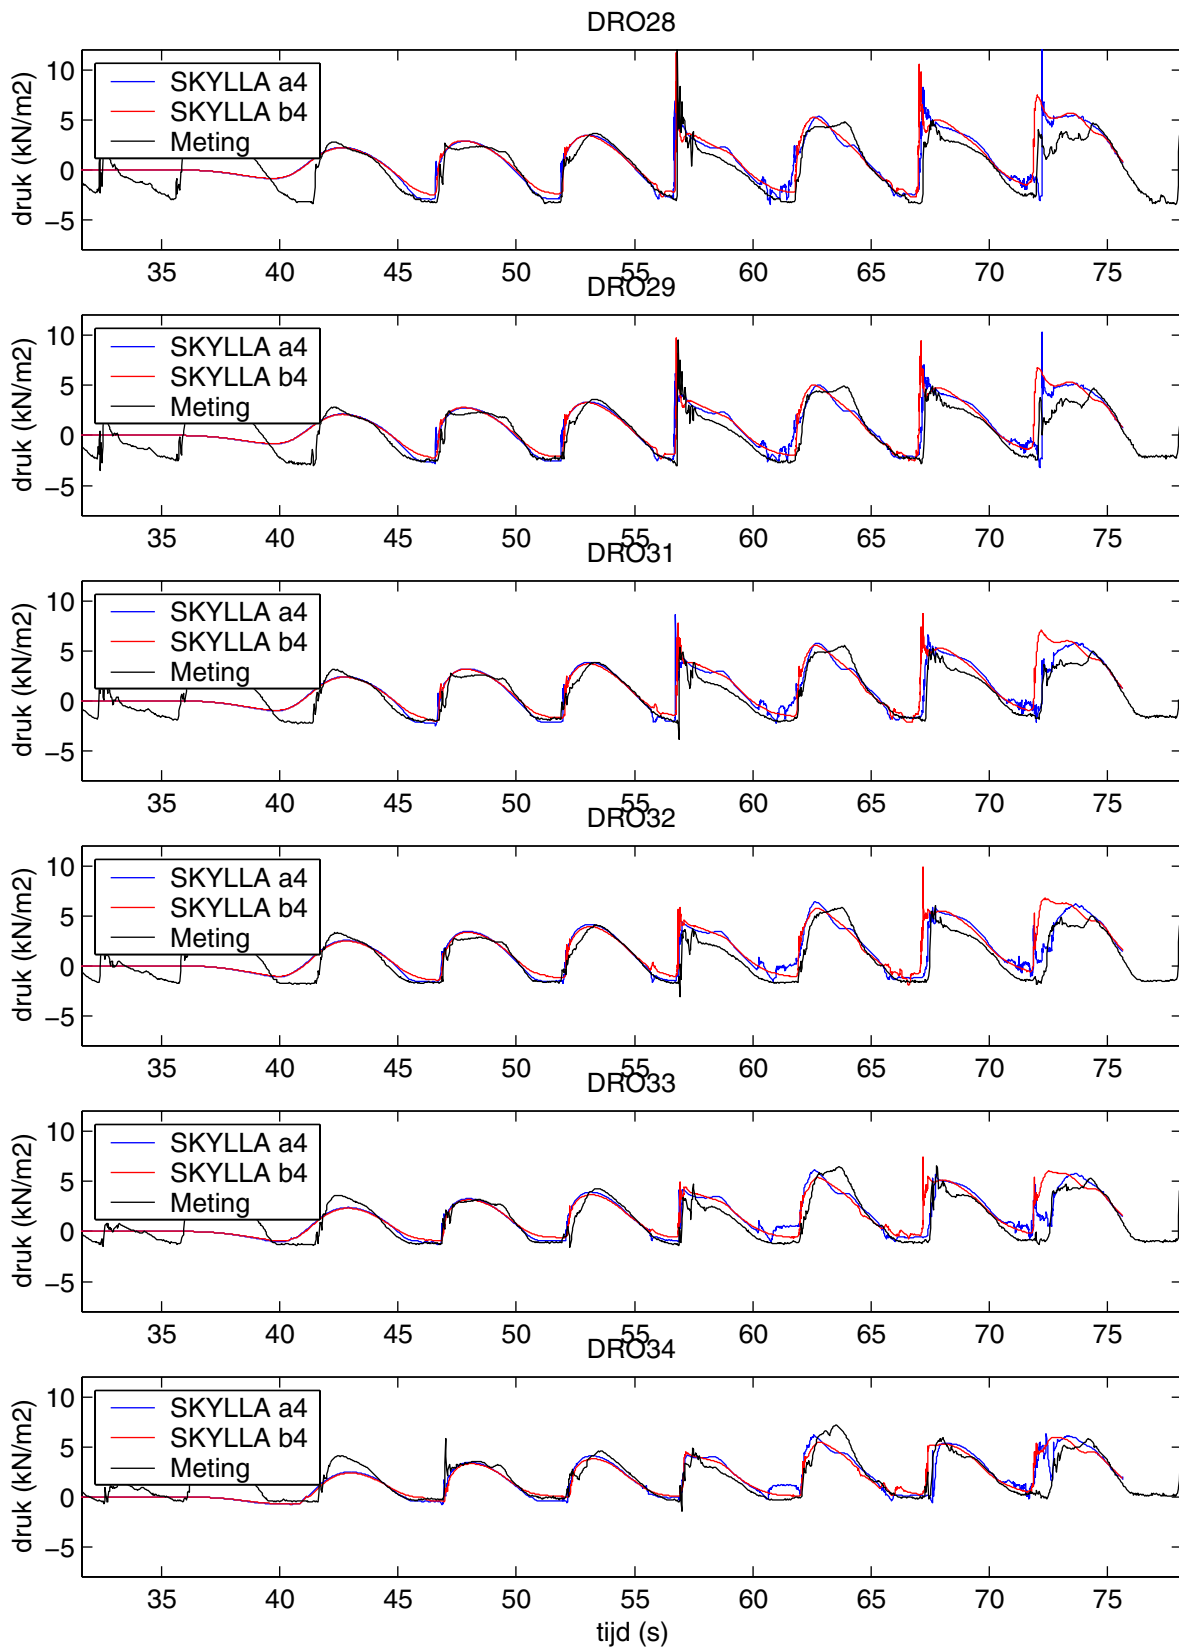 DRO28
10
5
0
−5
druk (kN/m2)
SKYLLA a4
SKYLLA b4
Meting
35 40 45 50 55 60 65 70 75
DRO29
10
5
0
−5
druk (kN/m2)
SKYLLA a4
SKYLLA b4
Meting
35 40 45 50 55 60 65 70 75
DRO31
10
5
0
−5
druk (kN/m2)
SKYLLA a4
SKYLLA b4
Meting
35 40 45 50 55 60 65 70 75
DRO32
10
5
0
−5
druk (kN/m2)
SKYLLA a4
SKYLLA b4
Meting
35 40 45 50 55 60 65 70 75
DRO33
10
5
0
−5
druk (kN/m2)
SKYLLA a4
SKYLLA b4
Meting
35 40 45 50 55 60 65 70 75
DRO34
10
5
0
−5
druk (kN/m2)
SKYLLA a4
SKYLLA b4
Meting
35 40 45 50 55 60 65 70 75
tijd (s)